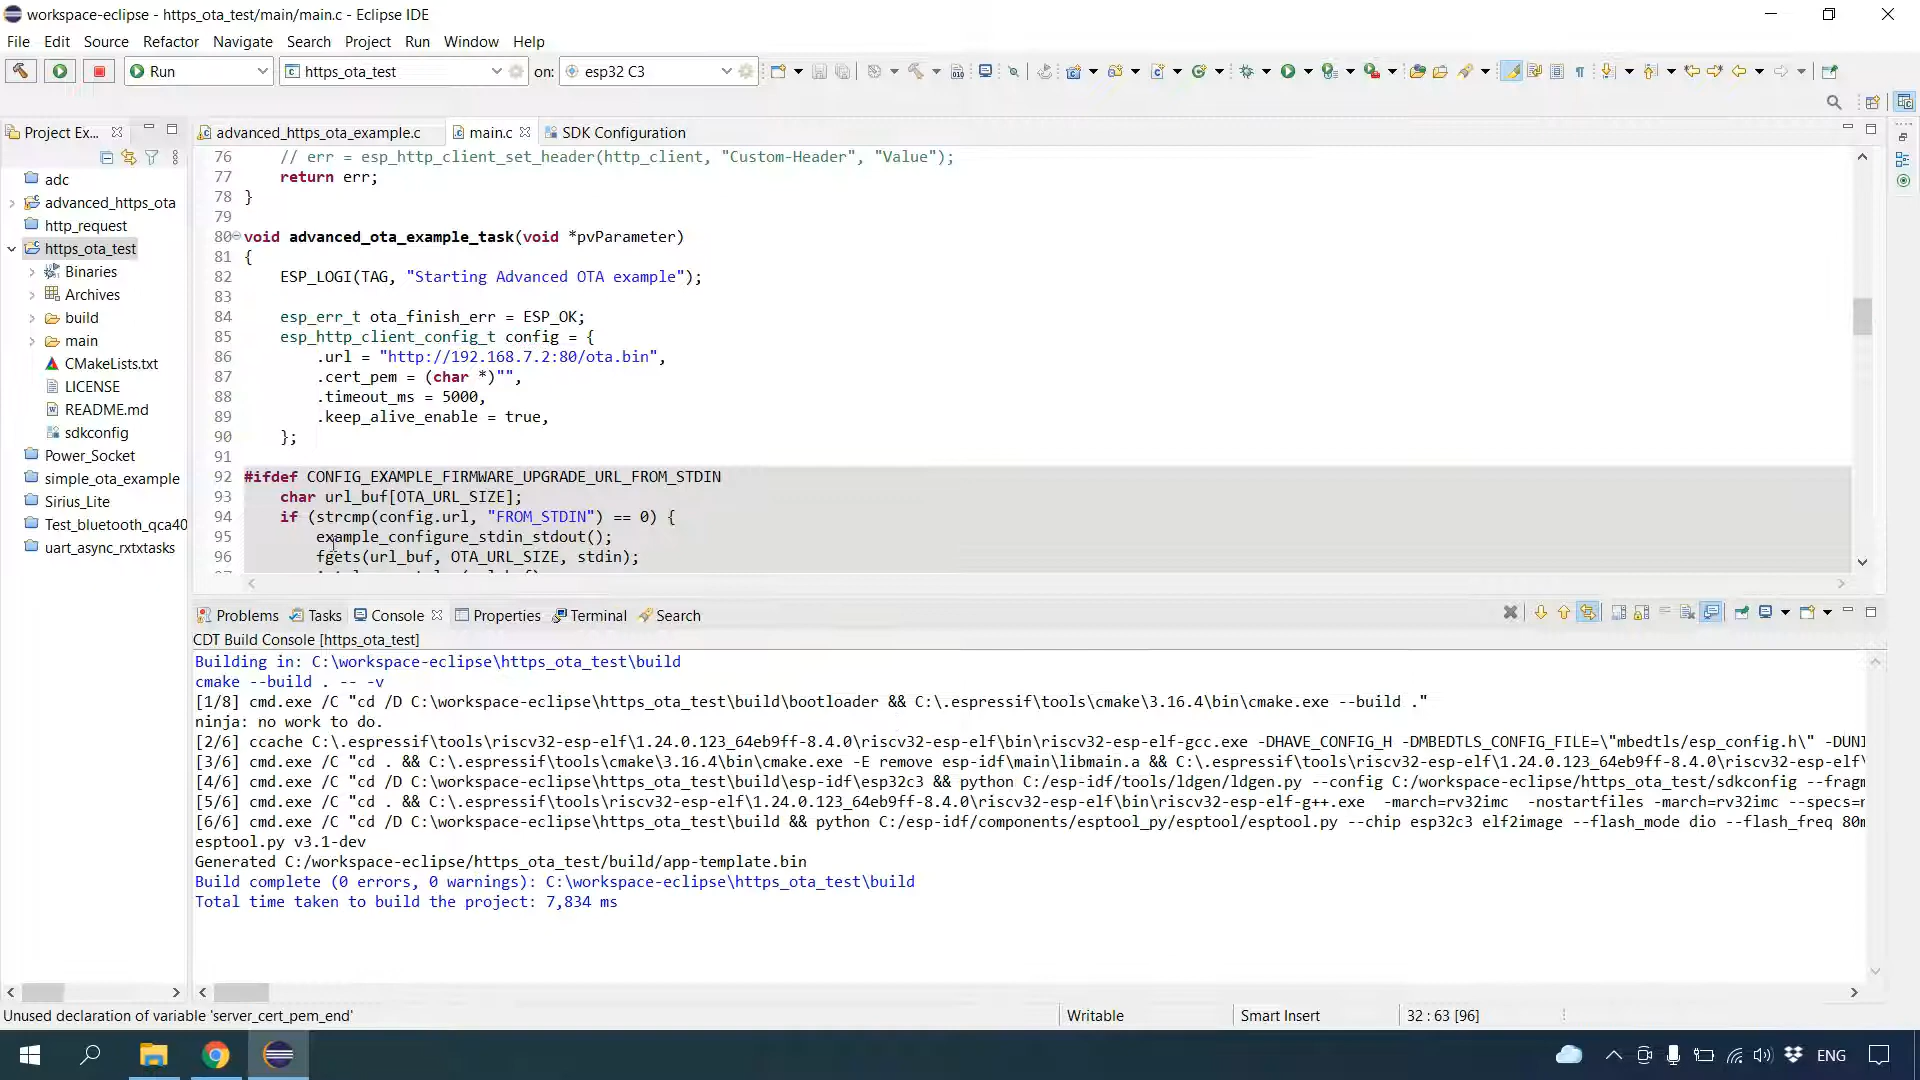 workspace-eclipse - https_ota_test/main/main.c - Eclipse IDE
File Edit Source Refactor Navigate Search Project Run Window Help
Run https_ota_test on: esp32 C3
Project Ex... advanced_https_ota_example.c main.c SDK Configuration
adc
advanced_https_ota
http_request
https_ota_test
Binaries
Archives
build
main
CMakeLists.txt
LICENSE
README.md
sdkconfig
Power_Socket
simple_ota_example
Sirius_Lite
Test_bluetooth_qca40
uart_async_rxtxtasks
76 // err = esp_http_client_set_header(http_client, "Custom-Header", "Value");
77 return err;
78 }
79
80 void advanced_ota_example_task(void *pvParameter)
81 {
82 ESP_LOGI(TAG, "Starting Advanced OTA example");
83
84 esp_err_t ota_finish_err = ESP_OK;
85 esp_http_client_config_t config = {
86 .url = "http://192.168.7.2:80/ota.bin",
87 .cert_pem = (char *)"",
88 .timeout_ms = 5000,
89 .keep_alive_enable = true,
90 };
91
92 #ifdef CONFIG_EXAMPLE_FIRMWARE_UPGRADE_URL_FROM_STDIN
93 char url_buf[OTA_URL_SIZE];
94 if (strcmp(config.url, "FROM_STDIN") == 0) {
95 example_configure_stdin_stdout();
96 fgets(url_buf, OTA_URL_SIZE, stdin);
Problems Tasks Console Properties Terminal Search
CDT Build Console [https_ota_test]
Building in: C:\workspace-eclipse\https_ota_test\build
cmake --build . -- -v
[1/8] cmd.exe /C "cd /D C:\workspace-eclipse\https_ota_test\build\bootloader && C:\.espressif\tools\cmake\3.16.4\bin\cmake.exe --build ."
ninja: no work to do.
[2/6] ccache C:\.espressif\tools\riscv32-esp-elf\1.24.0.123_64eb9ff-8.4.0\riscv32-esp-elf\bin\riscv32-esp-elf-gcc.exe -DHAVE_CONFIG_H -DMBEDTLS_CONFIG_FILE=\"mbedtls/esp_config.h\" -DUNI
[3/6] cmd.exe /C "cd . && C:\.espressif\tools\cmake\3.16.4\bin\cmake.exe -E remove esp-idf\main\libmain.a && C:\.espressif\tools\riscv32-esp-elf\1.24.0.123_64eb9ff-8.4.0\riscv32-esp-elf\
[4/6] cmd.exe /C "cd /D C:\workspace-eclipse\https_ota_test\build\esp-idf\esp32c3 && python C:/esp-idf/tools/ldgen/ldgen.py --config C:/workspace-eclipse/https_ota_test/sdkconfig --fragm
[5/6] cmd.exe /C "cd . && C:\.espressif\tools\riscv32-esp-elf\1.24.0.123_64eb9ff-8.4.0\riscv32-esp-elf\bin\riscv32-esp-elf-g++.exe -march=rv32imc -nostartfiles -march=rv32imc --specs=n
[6/6] cmd.exe /C "cd /D C:\workspace-eclipse\https_ota_test\build && python C:/esp-idf/components/esptool_py/esptool/esptool.py --chip esp32c3 elf2image --flash_mode dio --flash_freq 80m
esptool.py v3.1-dev
Generated C:/workspace-eclipse/https_ota_test/build/app-template.bin
Build complete (0 errors, 0 warnings): C:\workspace-eclipse\https_ota_test\build
Total time taken to build the project: 7,834 ms
Unused declaration of variable 'server_cert_pem_end' Writable Smart Insert 32 : 63 [96]
ENG